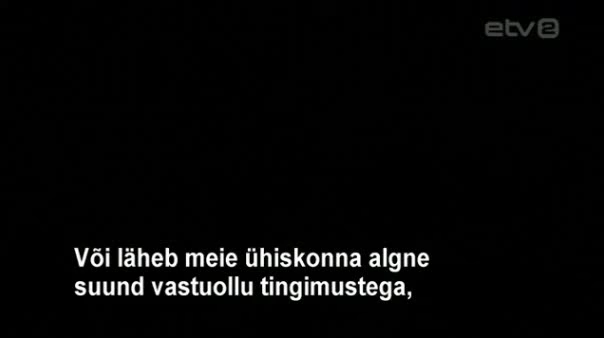 etv2
Või läheb meie ühiskonna algne
suund vastuollu tingimustega,